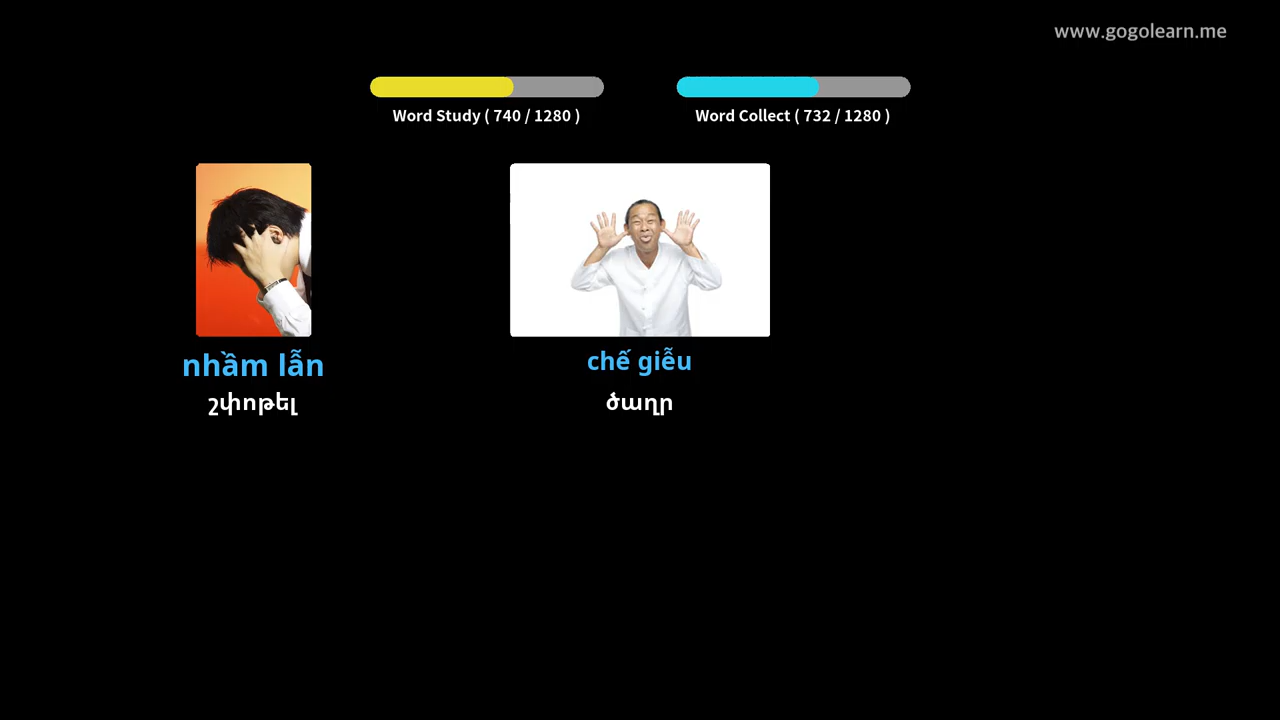 www.gogolearn.me
Word Study ( 740 / 1280 )
Word Collect ( 732 / 1280 )
nhầm lẫn
շփոթել
chế giễu
ծաղր